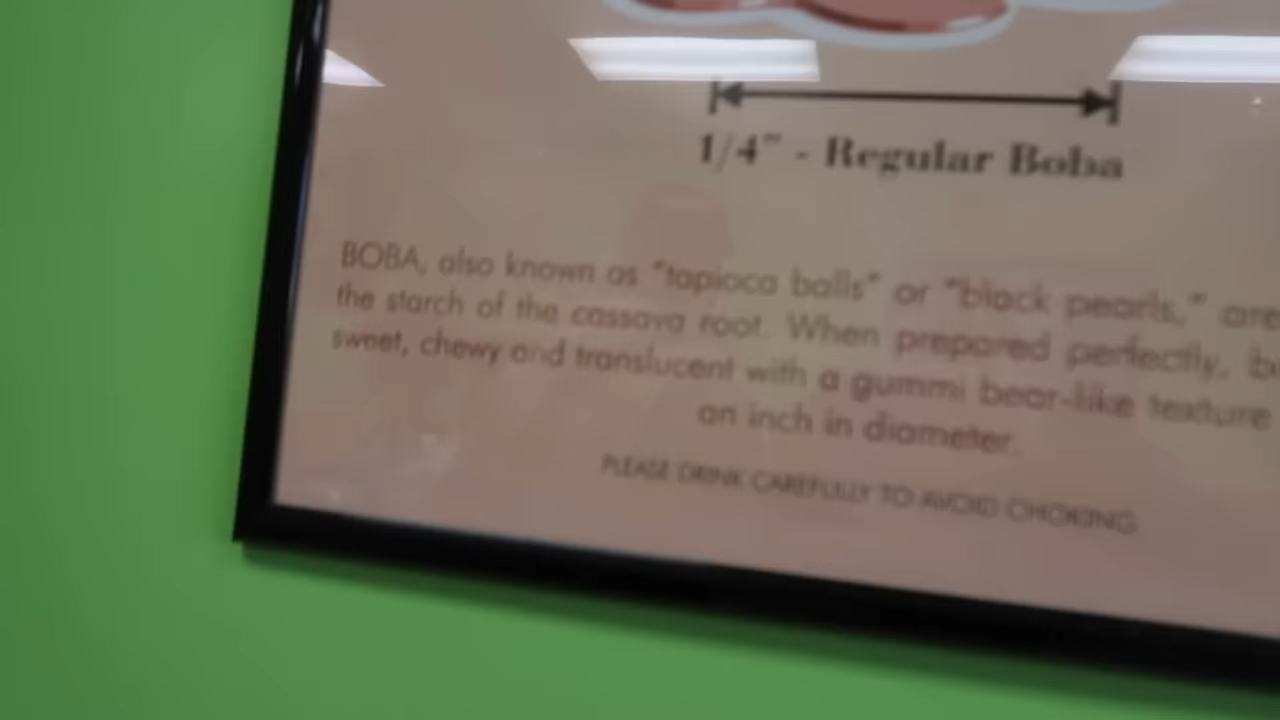 1/4" - Regular Boba
BOBA, also known as "tapioca balls" or "black pearls," are
the starch of the cassava root. When prepared perfectly,
sweet, chewy and translucent with a gummi bear-like texture
an inch in diameter.
PLEASE DRINK CAREFULLY TO AVOID CHOKING